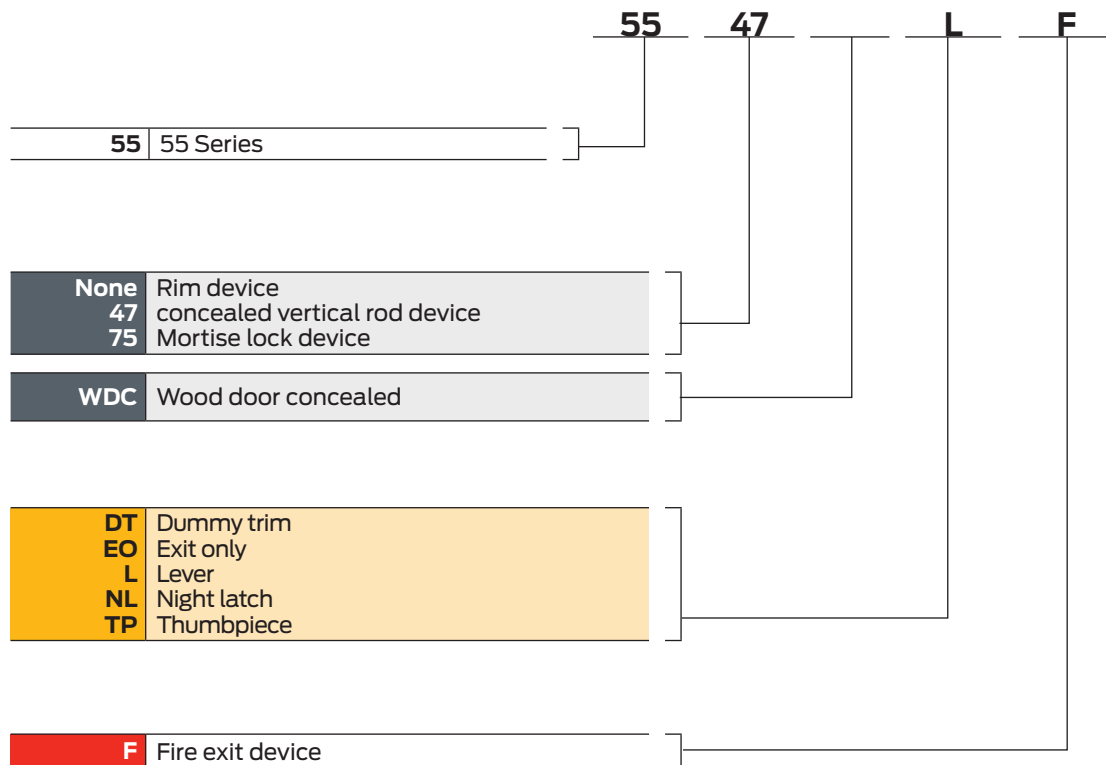 55 47 L F
55 55 Series
None Rim device
47 concealed vertical rod device
75 Mortise lock device
WDC Wood door concealed
DT Dummy trim
EO Exit only
L Lever
NL Night latch
TP Thumbpiece
F Fire exit device